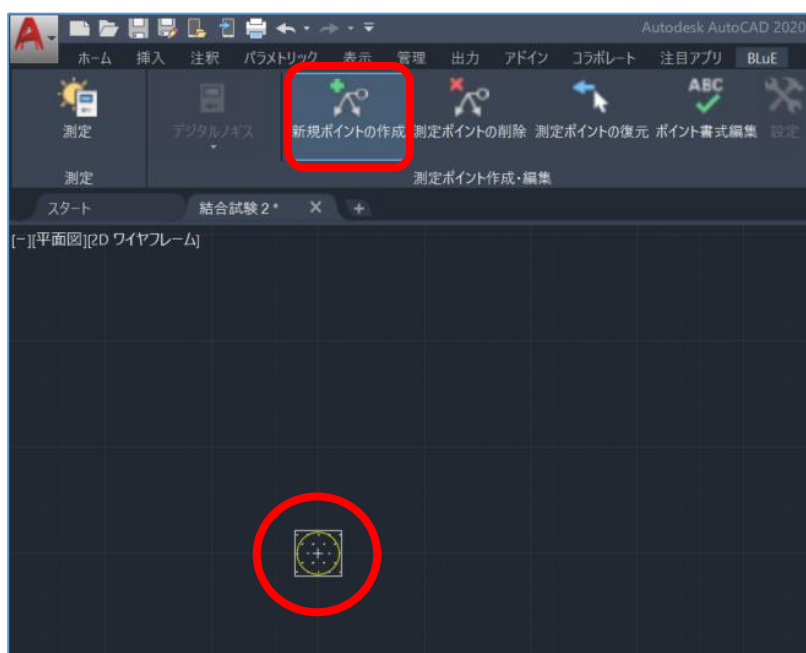 Autodesk AutoCAD 2020
ホーム 挿入 注釈 パラメトリック 表示 管理 出力 アドイン コラボレート 注目アプリ BLuE
ABC
測定 デジタルノギス 新規ポイントの作成 測定ポイントの削除 測定ポイントの復元 ポイント書式編集 設定
測定 測定ポイント作成・編集
スタート 結合試験2*
[-][平面図][2D ワイヤフレーム]